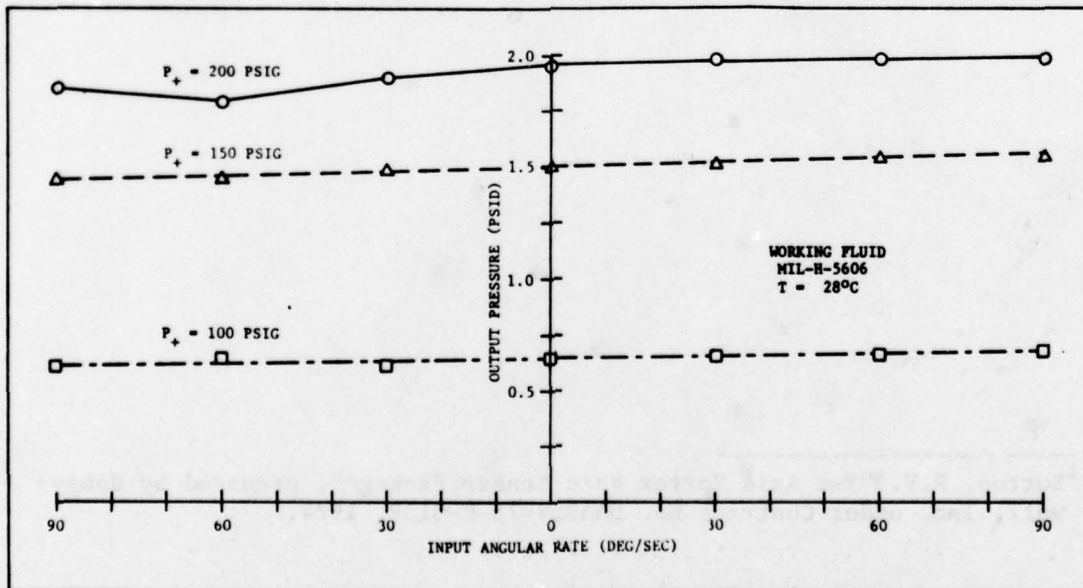 2.0
P+ = 200 PSIG
P+ = 150 PSIG
1.5
OUTPUT PRESSURE (PSID)
WORKING FLUID
MIL-H-5606
T = 28°C
1.0
P+ = 100 PSIG
0.5
90 60 30 0 30 60 90
INPUT ANGULAR RATE (DEG/SEC)